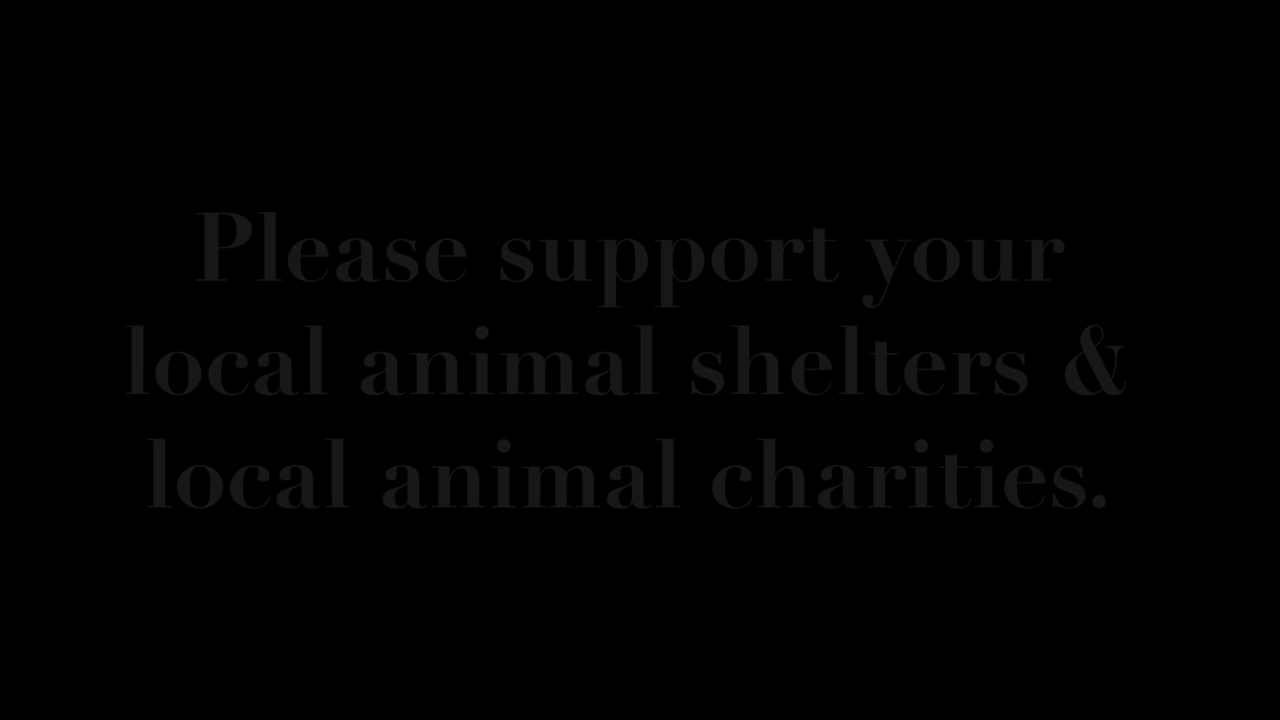 Please support your
local animal shelters &
local animal charities.